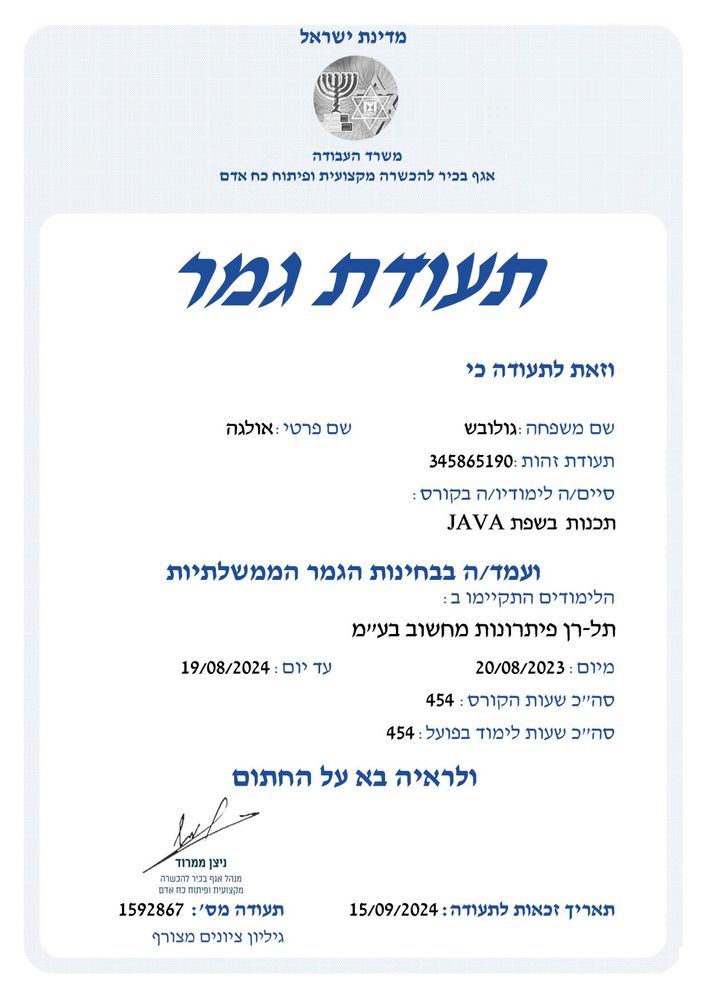 מדינת ישראל
משרד העבודה
אגף בכיר להכשרה מקצועית ופיתוח כח אדם
תעודת גמר
וזאת לתעודה כי
שם משפחה: גולובש שם פרטי: אולגה
תעודת זהות: 345865190
סיים/ה לימודיו/ה בקורס:
תכנות בשפת JAVA
ועמד/ה בבחינות הגמר הממשלתיות
הלימודים התקיימו ב:
תל-רן פיתרונות מחשוב בע"מ
מיום: 20/08/2023 עד יום: 19/08/2024
סה"כ שעות הקורס: 454
סה"כ שעות לימוד בפועל: 454
ולראיה בא על החתום
ניצן ממרוד
מנהל אגף בכיר להכשרה
מקצועית ופיתוח כח אדם
תאריך זכאות לתעודה: 15/09/2024 תעודה מס': 1592867
גיליון ציונים מצורף